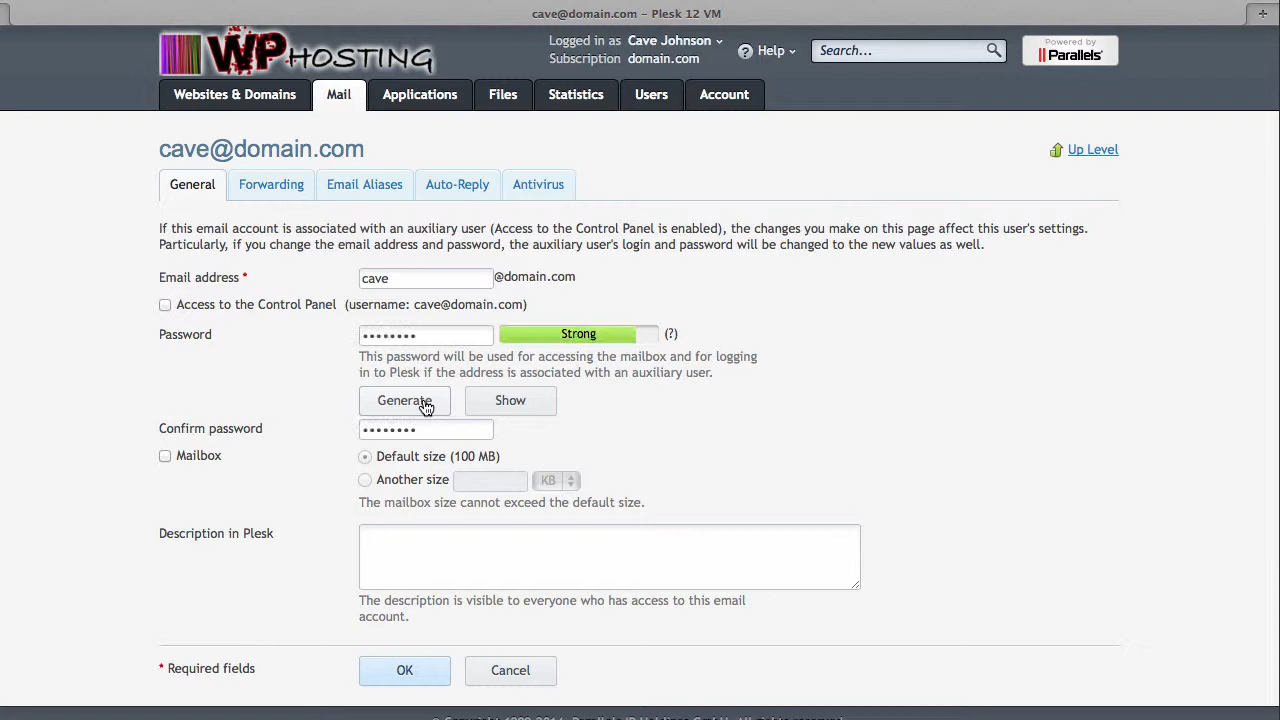 cave@domain.com – Plesk 12 VM
WPHOSTING
Logged in as Cave Johnson
Subscription domain.com
Help
Search...
Powered by
Parallels
Websites & Domains Mail Applications Files Statistics Users Account
cave@domain.com
Up Level
General Forwarding Email Aliases Auto-Reply Antivirus
If this email account is associated with an auxiliary user (Access to the Control Panel is enabled), the changes you make on this page affect this user's settings.
Particularly, if you change the email address and password, the auxiliary user's login and password will be changed to the new values as well.
Email address * cave @domain.com
Access to the Control Panel (username: cave@domain.com)
Password •••••••• Strong (?)
This password will be used for accessing the mailbox and for logging
in to Plesk if the address is associated with an auxiliary user.
Generate Show
Confirm password ••••••••
Mailbox Default size (100 MB)
Another size KB
The mailbox size cannot exceed the default size.
Description in Plesk
The description is visible to everyone who has access to this email
account.
* Required fields OK Cancel